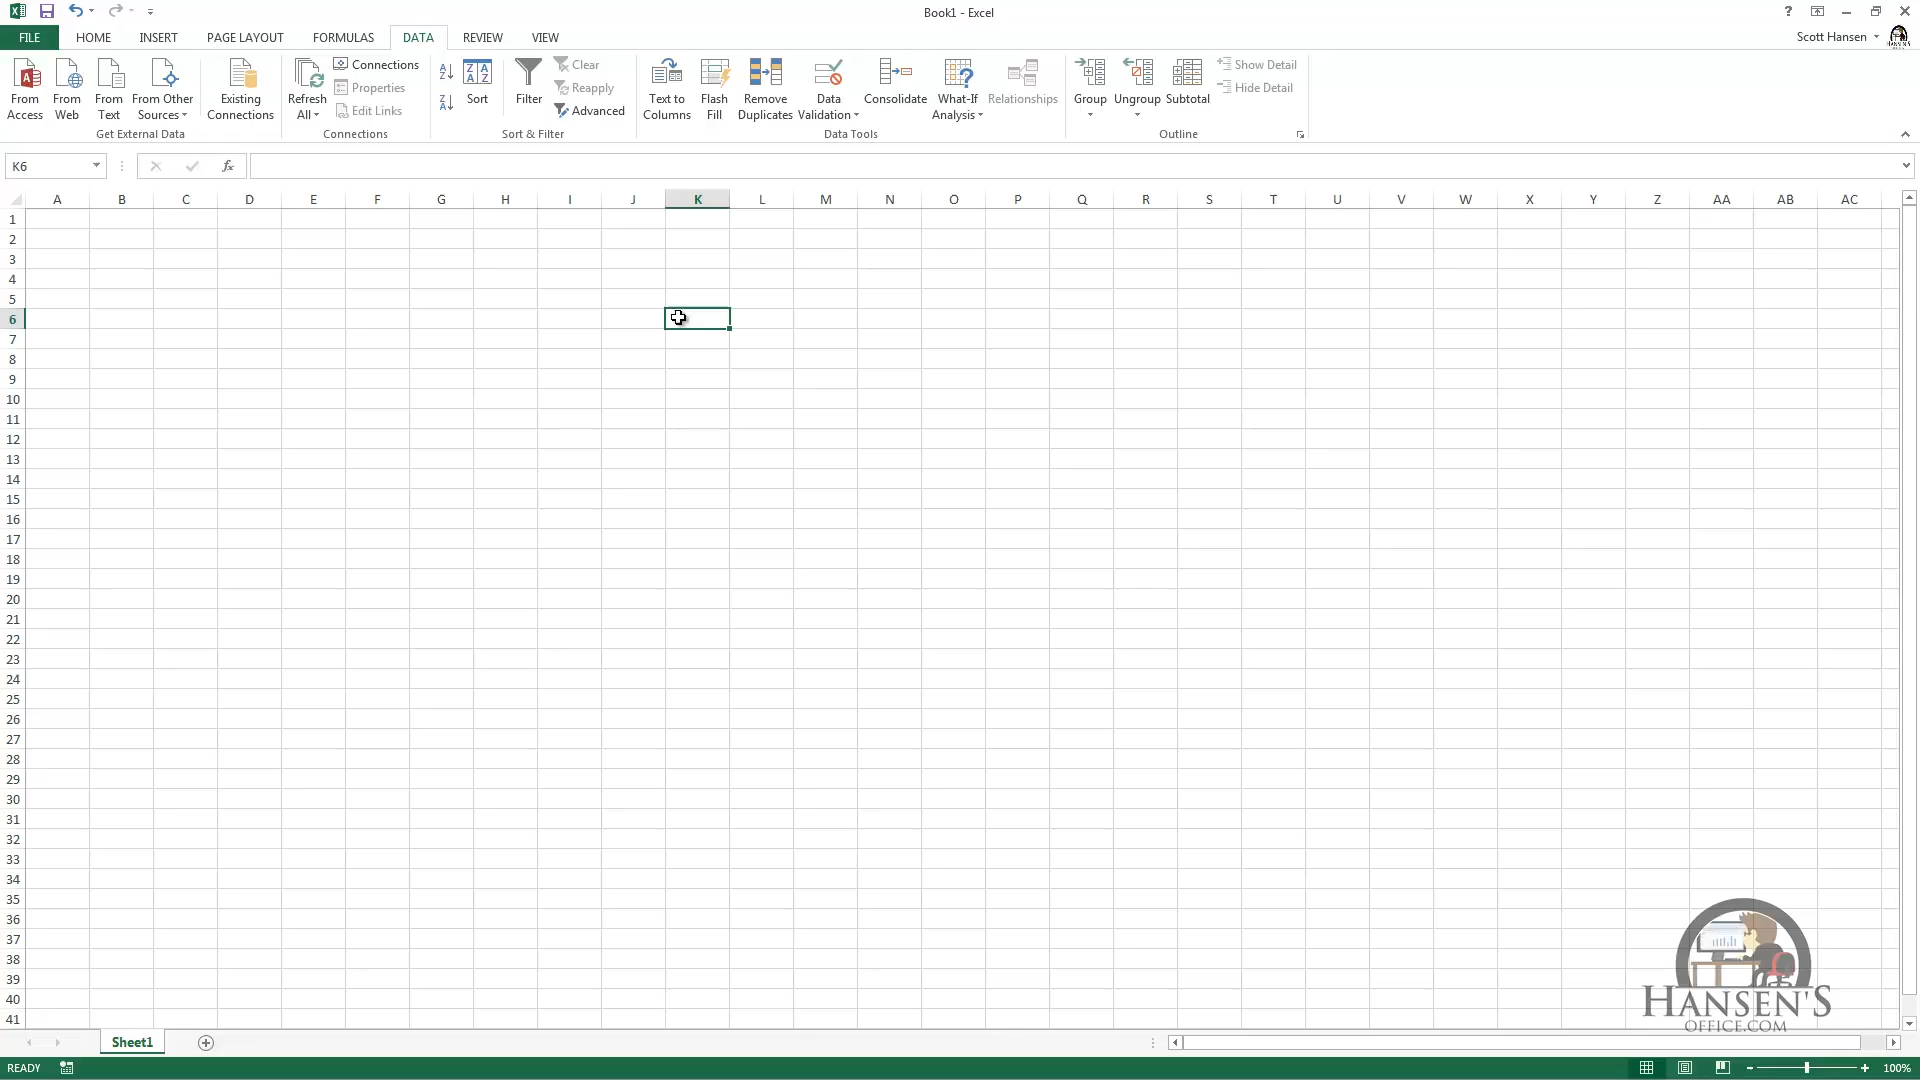 Book1 - Excel
?
FILE HOME INSERT PAGE LAYOUT FORMULAS DATA REVIEW VIEW
Scott Hansen
From Access
From Web
From Text
From Other Sources
Existing Connections
Get External Data
Refresh All
Connections
Properties
Edit Links
Connections
Sort
Filter
Clear
Reapply
Advanced
Sort & Filter
Text to Columns
Flash Fill
Remove Duplicates
Data Validation
Consolidate
What-If Analysis
Relationships
Data Tools
Group
Ungroup
Subtotal
Show Detail
Hide Detail
Outline
K6
fx
A B C D E F G H I J K L M N O P Q R S T U V W X Y Z AA AB AC
1
2
3
4
5
6
7
8
9
10
11
12
13
14
15
16
17
18
19
20
21
22
23
24
25
26
27
28
29
30
31
32
33
34
35
36
37
38
39
40
41
HANSEN'S
OFFICE.COM
Sheet1
READY
100%